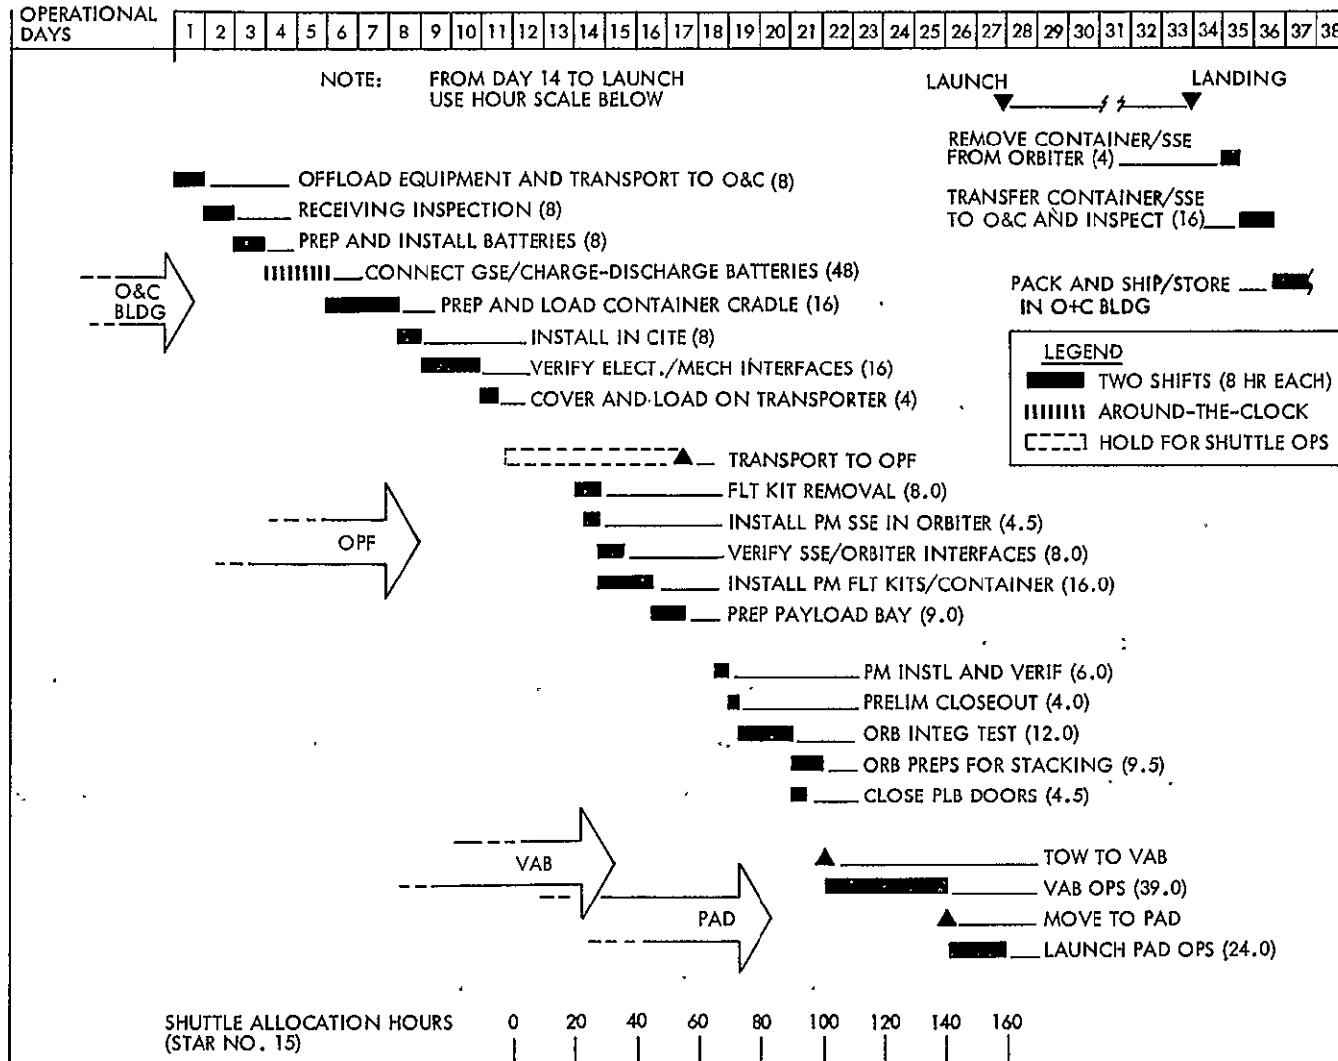 OPERATIONAL
DAYS
1 2 3 4 5 6 7 8 9 10 11 12 13 14 15 16 17 18 19 20 21 22 23 24 25 26 27 28 29 30 31 32 33 34 35 36 37 38
NOTE: FROM DAY 14 TO LAUNCH
USE HOUR SCALE BELOW
LAUNCH
LANDING
REMOVE CONTAINER/SSE
FROM ORBITER (4)
OFFLOAD EQUIPMENT AND TRANSPORT TO O&C (8)
RECEIVING INSPECTION (8)
TRANSFER CONTAINER/SSE
TO O&C AND INSPECT (16)
PREP AND INSTALL BATTERIES (8)
CONNECT GSE/CHARGE-DISCHARGE BATTERIES (48)
O&C
BLDG
PACK AND SHIP/STORE
IN O+C BLDG
PREP AND LOAD CONTAINER CRADLE (16)
INSTALL IN CITE (8)
VERIFY ELECT./MECH INTERFACES (16)
COVER AND LOAD ON TRANSPORTER (4)
LEGEND
TWO SHIFTS (8 HR EACH)
AROUND-THE-CLOCK
HOLD FOR SHUTTLE OPS
TRANSPORT TO OPF
FLT KIT REMOVAL (8.0)
INSTALL PM SSE IN ORBITER (4.5)
OPF
VERIFY SSE/ORBITER INTERFACES (8.0)
INSTALL PM FLT KITS/CONTAINER (16.0)
PREP PAYLOAD BAY (9.0)
PM INSTL AND VERIF (6.0)
PRELIM CLOSEOUT (4.0)
ORB INTEG TEST (12.0)
ORB PREPS FOR STACKING (9.5)
CLOSE PLB DOORS (4.5)
VAB
TOW TO VAB
VAB OPS (39.0)
PAD
MOVE TO PAD
LAUNCH PAD OPS (24.0)
SHUTTLE ALLOCATION HOURS
(STAR NO. 15)
0 20 40 60 80 100 120 140 160